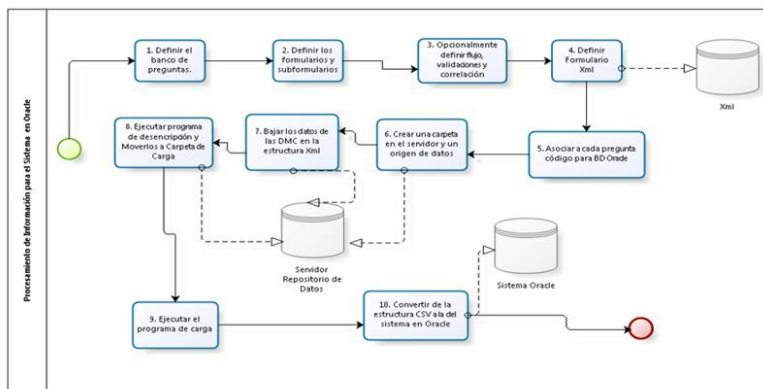 Procesamiento de Información para el Sistema en Oracle
1. Definir el
banco de
preguntas.
2. Definir los
formularios y
subformularios
3. Opcionalmente
definir flujo,
validaciones y
correlación
4. Definir
Formulario
Xml
Xml
8. Ejecutar programa
de desencripción y
Moverlos a Carpeta de
Carga
7. Bajar los datos de
las DMC en la
estructura Xml
6. Crear una carpeta
en el servidor y un
origen de datos
5. Asociar a cada pregunta
código para BD Oracle
Servidor
Repositorio de
Datos
Sistema Oracle
9. Ejecutar el
programa de carga
10. Convertir de la
estructura CSV a la del
sistema en Oracle